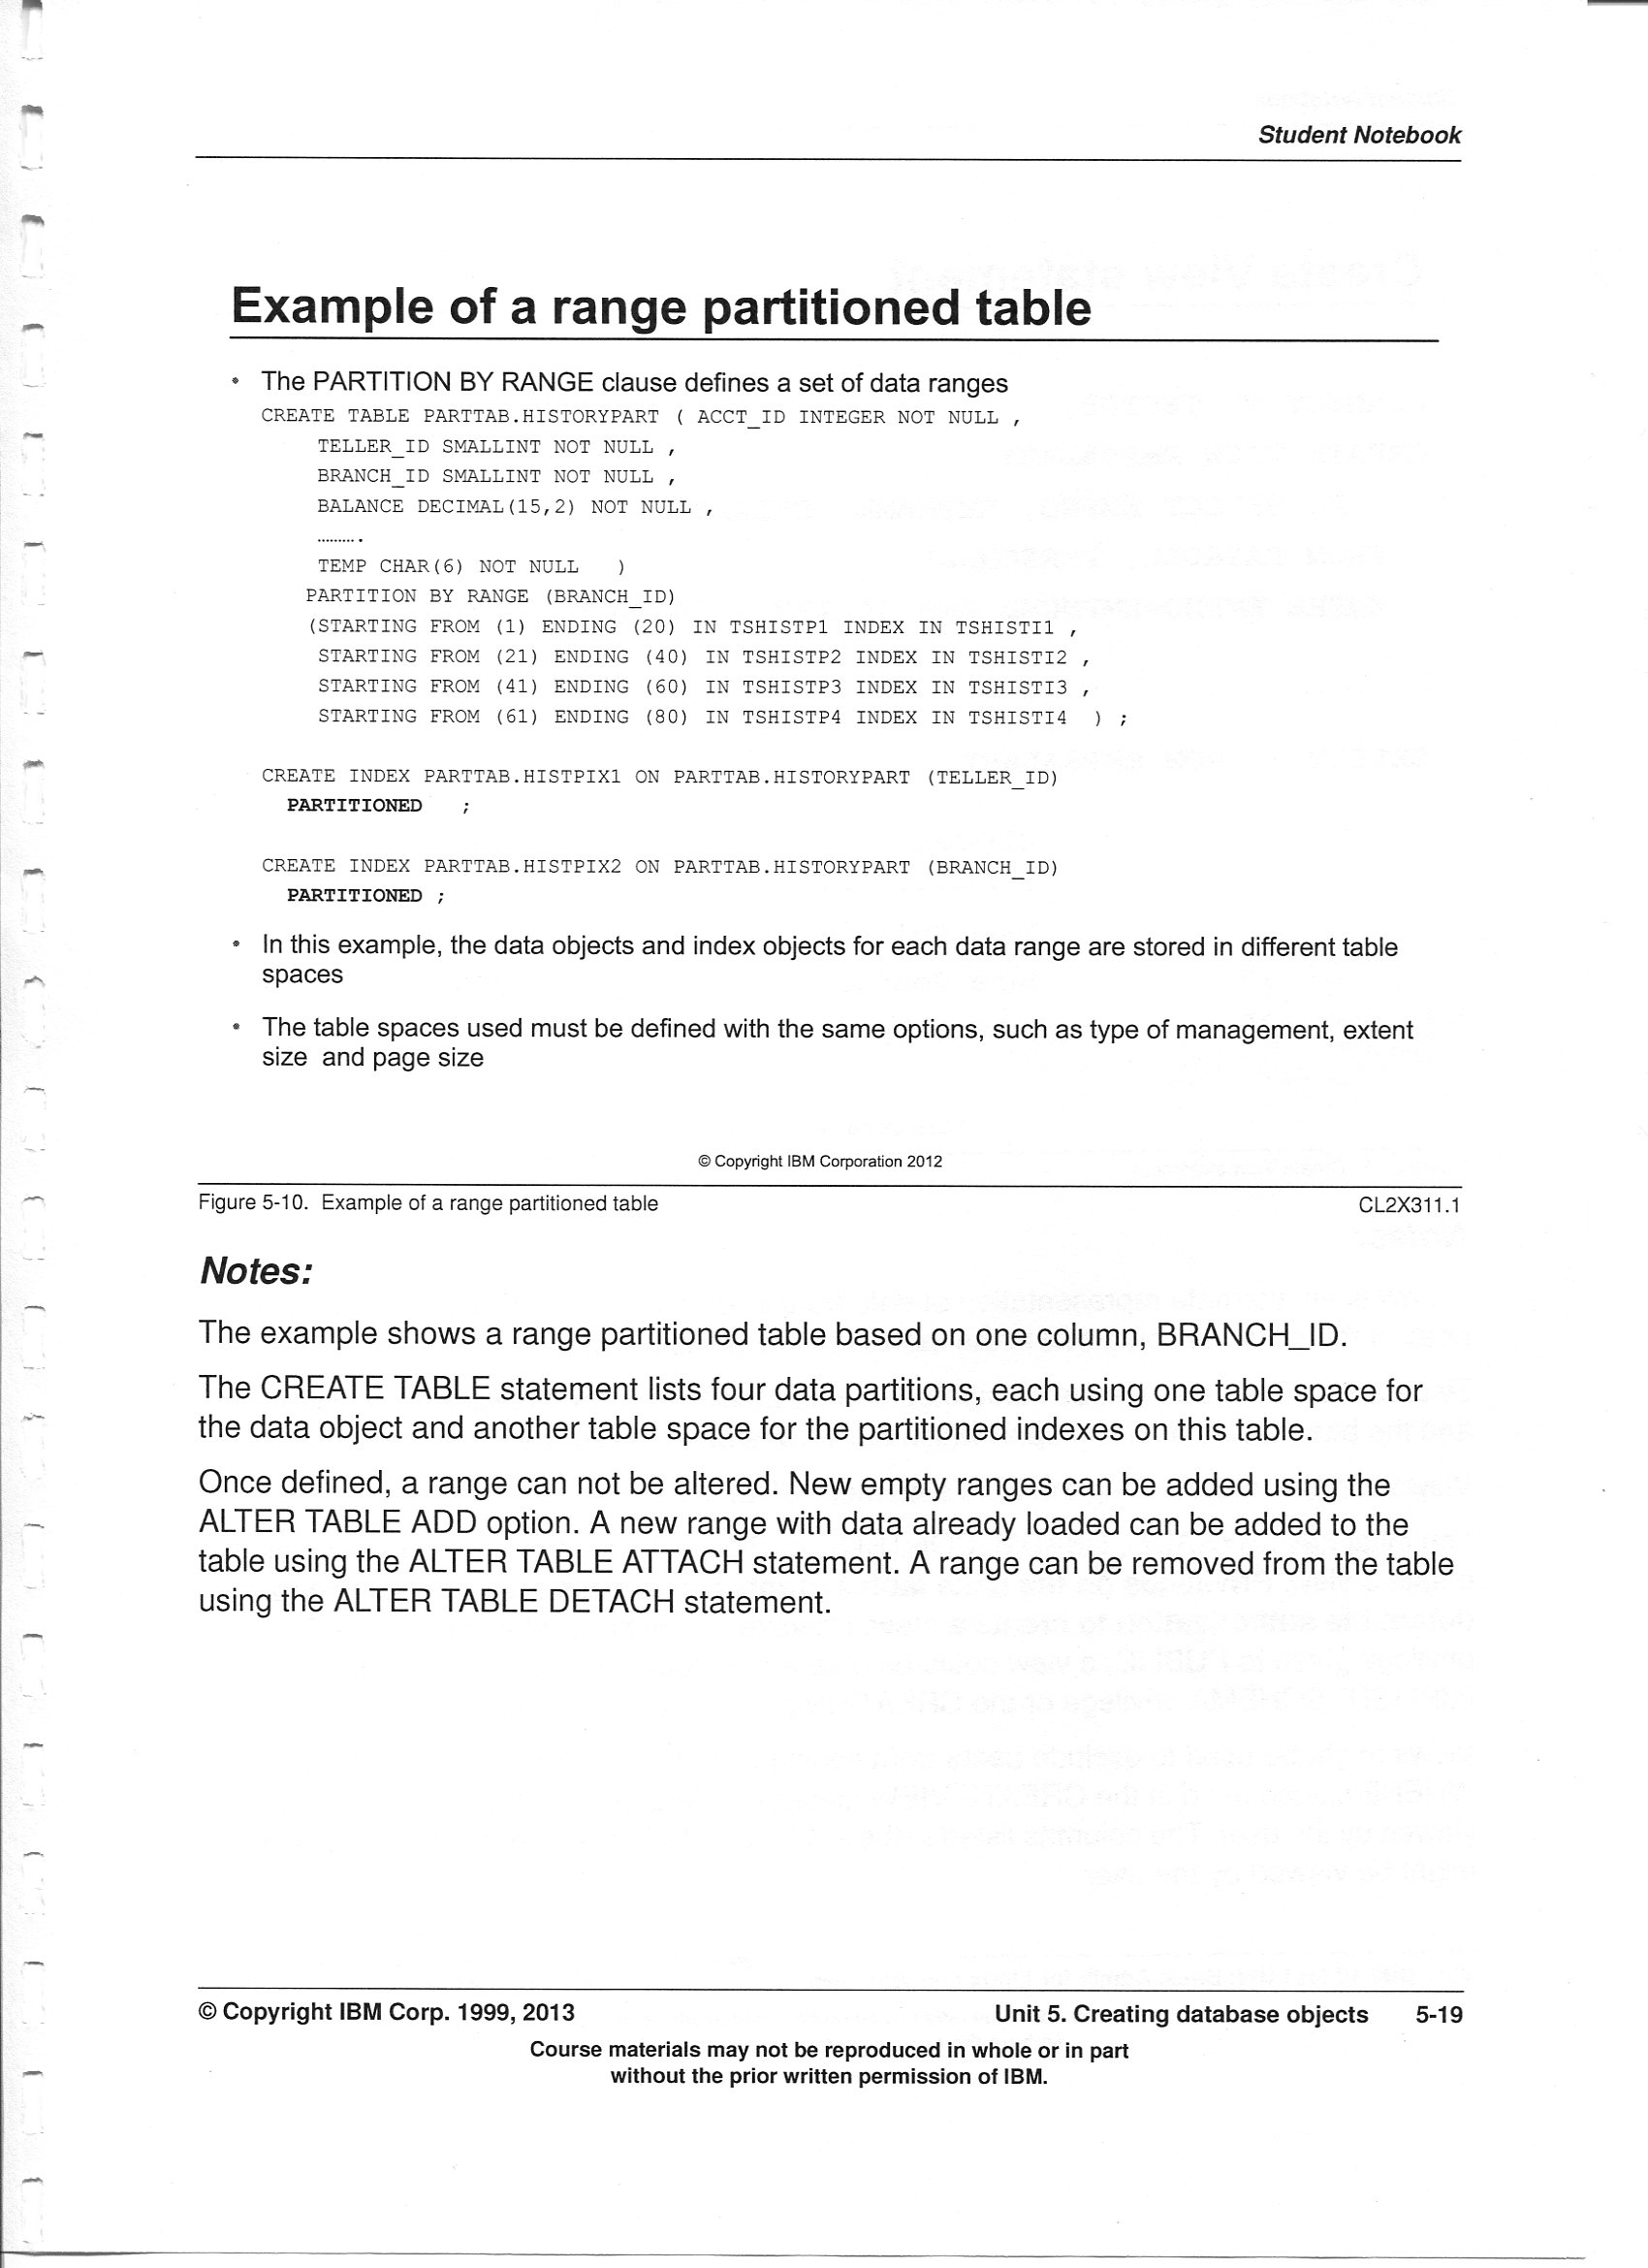 Student Notebook
Example of a range partitioned table
• The PARTITION BY RANGE clause defines a set of data ranges
CREATE TABLE PARTTAB.HISTORYPART ( ACCT_ID INTEGER NOT NULL ,
TELLER_ID SMALLINT NOT NULL ,
BRANCH_ID SMALLINT NOT NULL ,
BALANCE DECIMAL(15,2) NOT NULL ,
.......... .
TEMP CHAR(6) NOT NULL )
PARTITION BY RANGE (BRANCH_ID)
(STARTING FROM (1) ENDING (20) IN TSHISTP1 INDEX IN TSHISTI1 ,
STARTING FROM (21) ENDING (40) IN TSHISTP2 INDEX IN TSHISTI2 ,
STARTING FROM (41) ENDING (60) IN TSHISTP3 INDEX IN TSHISTI3 ,
STARTING FROM (61) ENDING (80) IN TSHISTP4 INDEX IN TSHISTI4 ) ;
CREATE INDEX PARTTAB.HISTPIX1 ON PARTTAB.HISTORYPART (TELLER_ID)
PARTITIONED ;
CREATE INDEX PARTTAB.HISTPIX2 ON PARTTAB.HISTORYPART (BRANCH_ID)
PARTITIONED ;
• In this example, the data objects and index objects for each data range are stored in different table
spaces
• The table spaces used must be defined with the same options, such as type of management, extent
size and page size
© Copyright IBM Corporation 2012
Figure 5-10. Example of a range partitioned table CL2X311.1
Notes:
The example shows a range partitioned table based on one column, BRANCH_ID.
The CREATE TABLE statement lists four data partitions, each using one table space for
the data object and another table space for the partitioned indexes on this table.
Once defined, a range can not be altered. New empty ranges can be added using the
ALTER TABLE ADD option. A new range with data already loaded can be added to the
table using the ALTER TABLE ATTACH statement. A range can be removed from the table
using the ALTER TABLE DETACH statement.
© Copyright IBM Corp. 1999, 2013 Unit 5. Creating database objects 5-19
Course materials may not be reproduced in whole or in part
without the prior written permission of IBM.